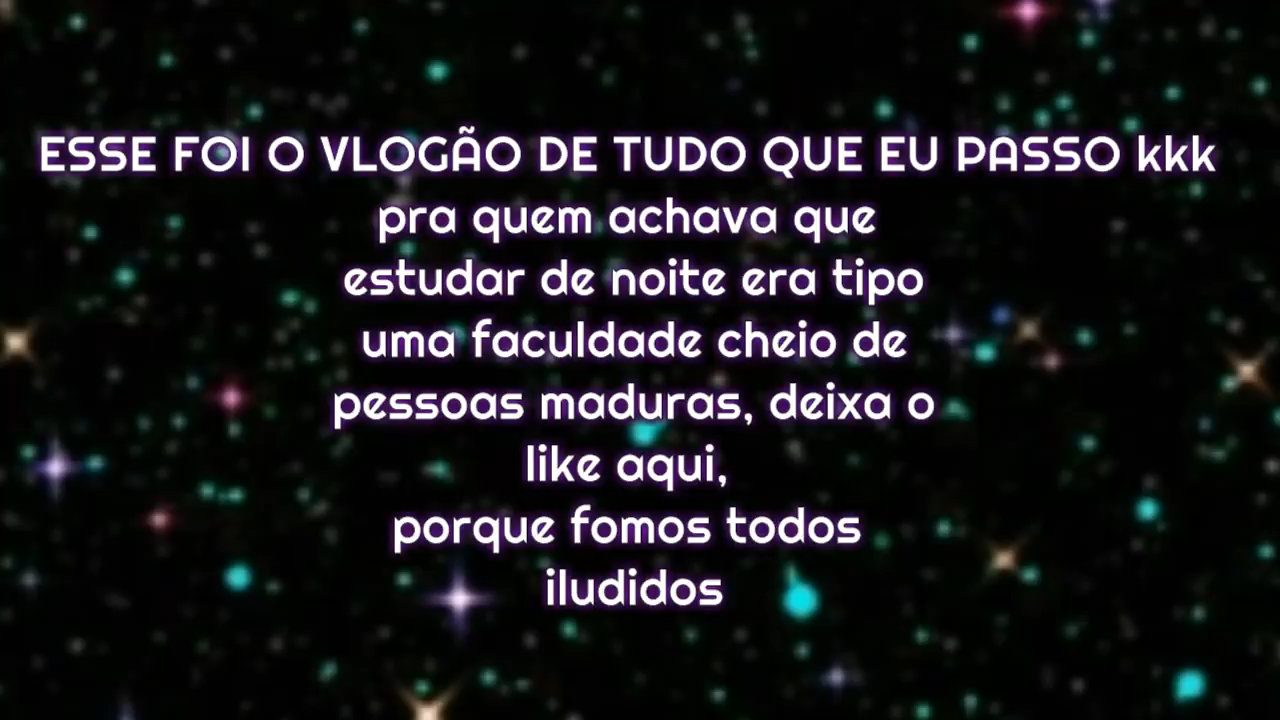 ESSE FOI O VLOGÃO DE TUDO QUE EU PASSO kkk
pra quem achava que
estudar de noite era tipo
uma faculdade cheio de
pessoas maduras, deixa o
like aqui,
porque fomos todos
iludidos